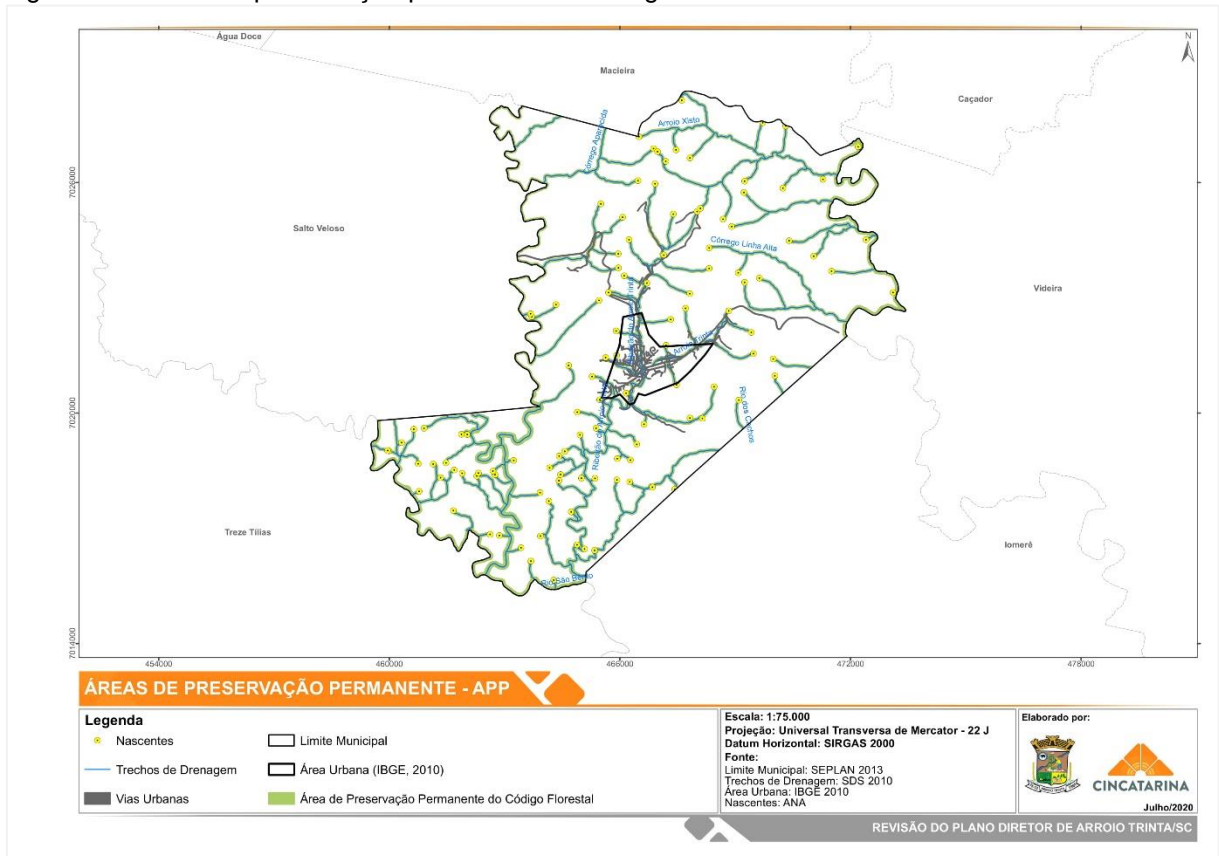 Água Doce
N
Macieira
Caçador
Arroio Xisto
Córrego Aparecida
7026000
Salto Veloso
Córrego Linha Alta
Videira
Arroio Trinta
7020000
Rio dos Cochos
Treze Tílias
Iomerê
Rio São Bento
7014000
454000
460000
466000
472000
478000
ÁREAS DE PRESERVAÇÃO PERMANENTE - APP
Legenda
Nascentes
Trechos de Drenagem
Vias Urbanas
Limite Municipal
Área Urbana (IBGE, 2010)
Área de Preservação Permanente do Código Florestal
Escala: 1:75.000
Projeção: Universal Transversa de Mercator - 22 J
Datum Horizontal: SIRGAS 2000
Fonte:
Limite Municipal: SEPLAN 2013
Trechos de Drenagem: SDS 2010
Área Urbana: IBGE 2010
Nascentes: ANA
Elaborado por:
CINCATARINA
Julho/2020
REVISÃO DO PLANO DIRETOR DE ARROIO TRINTA/SC